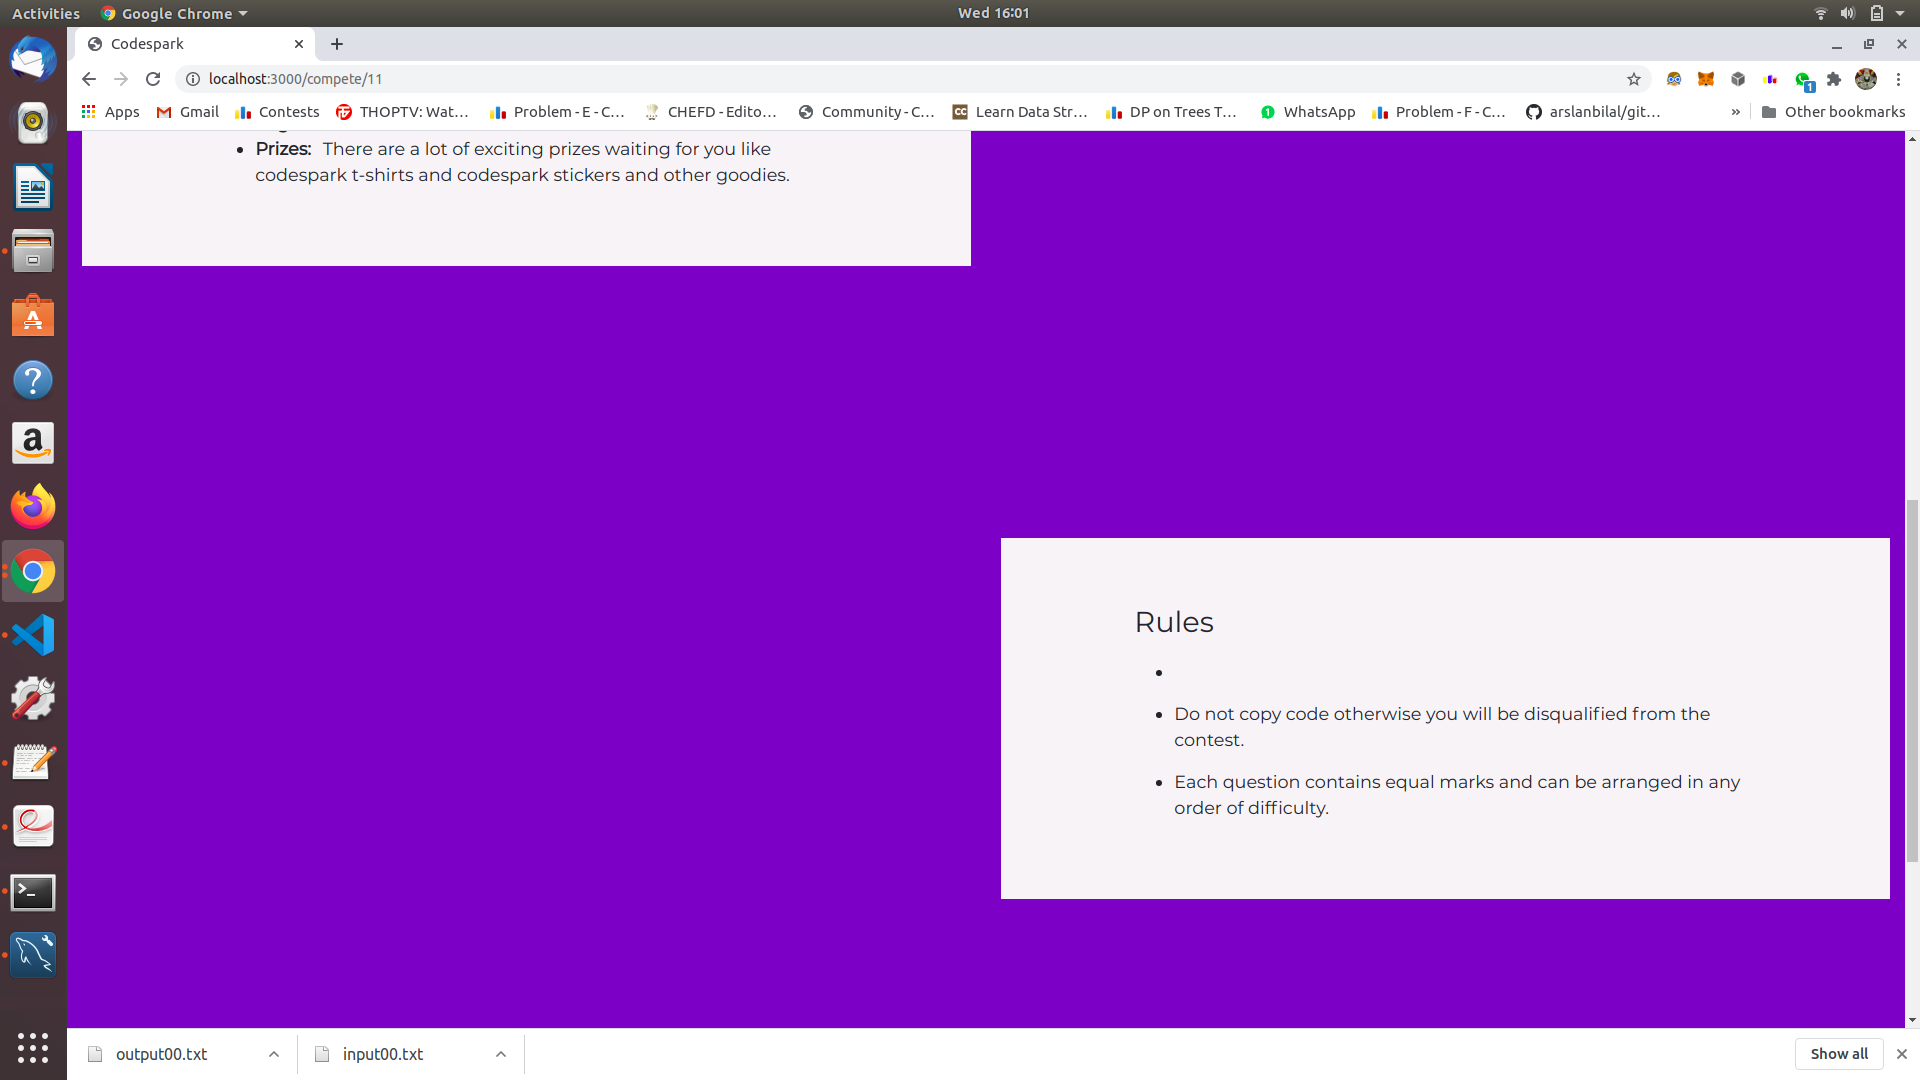 Activities Google Chrome Wed 16:01
Codespark
localhost:3000/compete/11
1
Apps Gmail Contests THOPTV: Wat… Problem - E - C… CHEFD - Edito… Community - C… Learn Data Str… DP on Trees T… WhatsApp Problem - F - C… arslanbilal/git… » Other bookmarks
Prizes: There are a lot of exciting prizes waiting for you like
codespark t-shirts and codespark stickers and other goodies.
Rules
Do not copy code otherwise you will be disqualified from the
contest.
Each question contains equal marks and can be arranged in any
order of difficulty.
output00.txt input00.txt Show all